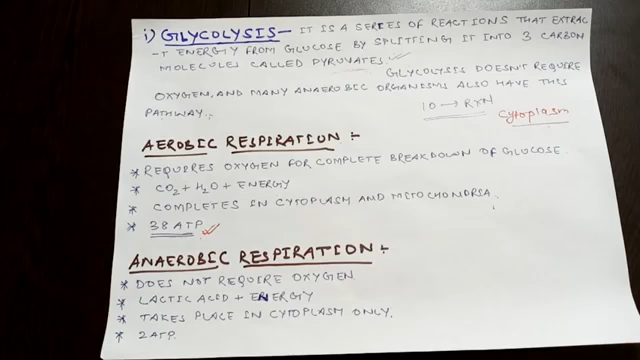 i) GLYCOLYSIS - IT IS A SERIES OF REACTIONS THAT EXTRAC
-T ENERGY FROM GLUCOSE BY SPLITTING IT INTO 3 CARBON
MOLECULES CALLED PYRUVATES.
GLYCOLYSIS DOESN'T REQUIRE
OXYGEN, AND MANY ANAEROBIC ORGANISMS ALSO HAVE THIS
PATHWAY.
10 → RXN
Cytoplasm
AEROBIC RESPIRATION :-
* REQUIRES OXYGEN FOR COMPLETE BREAKDOWN OF GLUCOSE.
* CO2 + H2O + ENERGY
* COMPLETES IN CYTOPLASM AND MITOCHONDRIA.
* 38 ATP
ANAEROBIC RESPIRATION :-
* DOES NOT REQUIRE OXYGEN
* LACTIC ACID + ENERGY
* TAKES PLACE IN CYTOPLASM ONLY.
* 2 ATP.